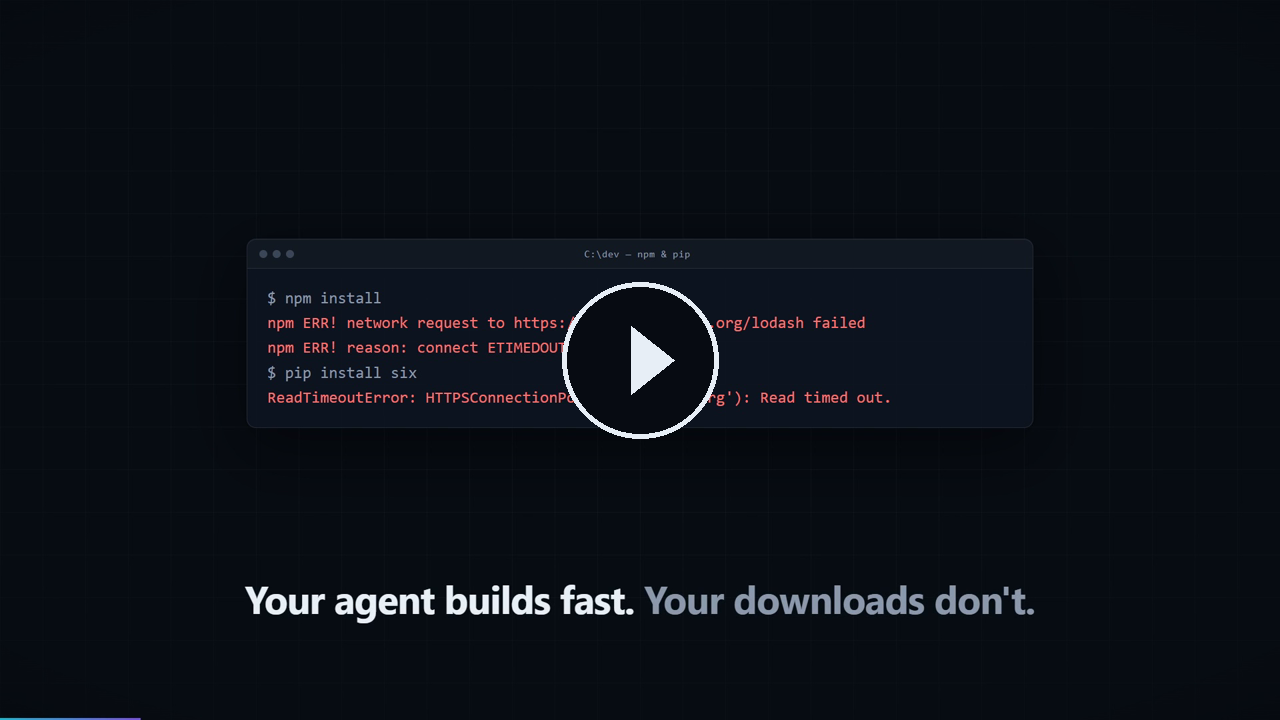 C:\dev — npm & pip
$ npm install
npm ERR! network request to https: .org/lodash failed
npm ERR! reason: connect ETIMEDOUT
$ pip install six
ReadTimeoutError: HTTPSConnectionPo rg'): Read timed out.
Your agent builds fast. Your downloads don't.